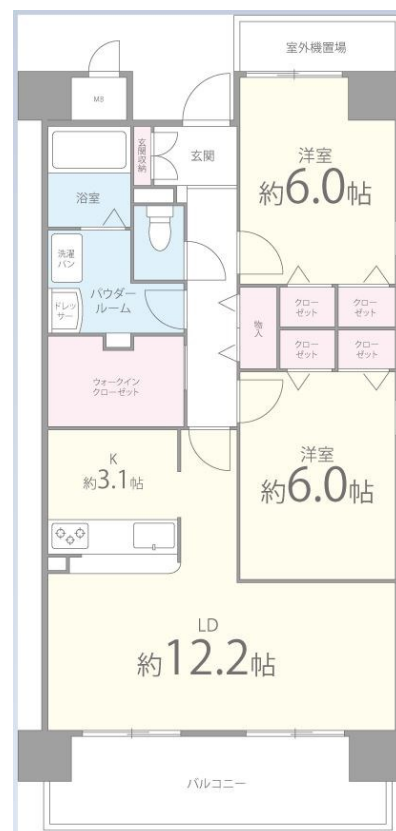 室外機置場
MB
玄関
収納
玄関
洋室
約6.0帖
浴室
洗濯
パン
パウダー
ルーム
ドレッ
サー
物入
クロー
ゼット
クロー
ゼット
クロー
ゼット
クロー
ゼット
ウォークイン
クローゼット
K
約3.1帖
洋室
約6.0帖
LD
約12.2帖
バルコニー